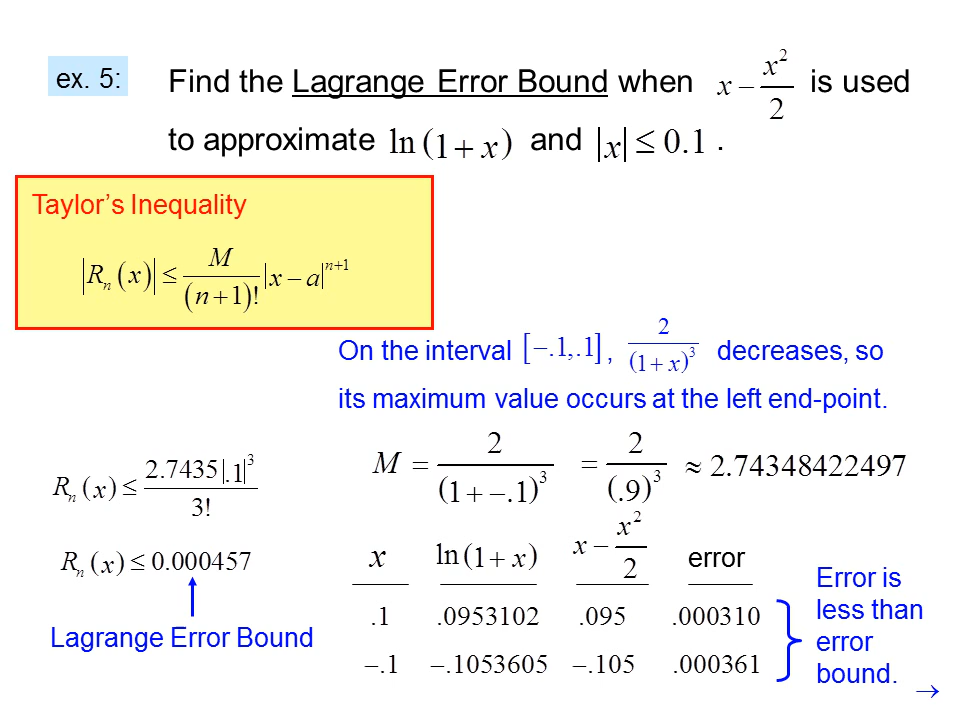 ex. 5:
Find the Lagrange Error Bound when x − x²/2 is used
to approximate ln (1 + x) and |x| ≤ 0.1 .
Taylor’s Inequality
|Rₙ(x)| ≤ M/(n+1)! |x − a|ⁿ⁺¹
On the interval [−.1,.1] , 2/(1+x)³ decreases, so
its maximum value occurs at the left end-point.
M = 2/(1+−.1)³ = 2/(.9)³ ≈ 2.74348422497
Rₙ(x) ≤ 2.7435|.1|³/3!
Rₙ(x) ≤ 0.000457
Lagrange Error Bound
x ln (1+x) x − x²/2 error
.1 .0953102 .095 .000310
−.1 −.1053605 −.105 .000361
Error is
less than
error
bound.
→